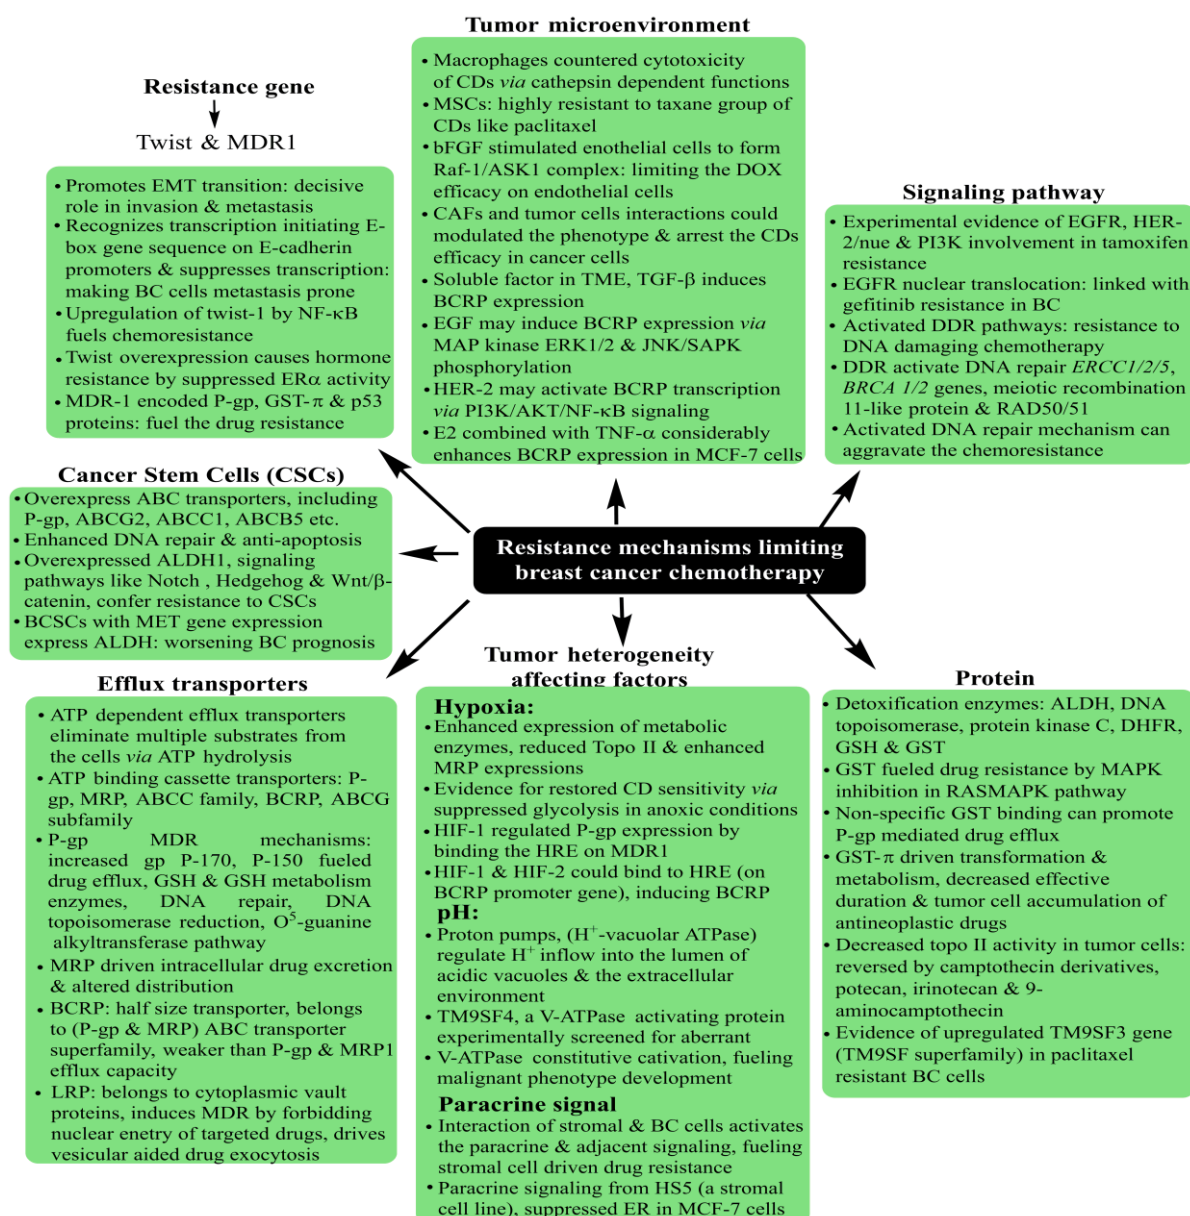 Tumor microenvironment
Macrophages countered cytotoxicity
of CDs via cathepsin dependent functions
MSCs: highly resistant to taxane group of
CDs like paclitaxel
bFGF stimulated enothelial cells to form
Raf-1/ASK1 complex: limiting the DOX
efficacy on endothelial cells
CAFs and tumor cells interactions could
modulated the phenotype & arrest the CDs
efficacy in cancer cells
Soluble factor in TME, TGF-β induces
BCRP expression
EGF may induce BCRP expression via
MAP kinase ERK1/2 & JNK/SAPK
phosphorylation
HER-2 may activate BCRP transcription
via PI3K/AKT/NF-κB signaling
E2 combined with TNF-α considerably
enhances BCRP expression in MCF-7 cells
Resistance gene
Twist & MDR1
Promotes EMT transition: decisive
role in invasion & metastasis
Recognizes transcription initiating E-
box gene sequence on E-cadherin
promoters & suppresses transcription:
making BC cells metastasis prone
Upregulation of twist-1 by NF-κB
fuels chemoresistance
Twist overexpression causes hormone
resistance by suppressed ERα activity
MDR-1 encoded P-gp, GST-π & p53
proteins: fuel the drug resistance
Signaling pathway
Experimental evidence of EGFR, HER-
2/nue & PI3K involvement in tamoxifen
resistance
EGFR nuclear translocation: linked with
gefitinib resistance in BC
Activated DDR pathways: resistance to
DNA damaging chemotherapy
DDR activate DNA repair ERCC1/2/5,
BRCA 1/2 genes, meiotic recombination
11-like protein & RAD50/51
Activated DNA repair mechanism can
aggravate the chemoresistance
Cancer Stem Cells (CSCs)
Overexpress ABC transporters, including
P-gp, ABCG2, ABCC1, ABCB5 etc.
Enhanced DNA repair & anti-apoptosis
Overexpressed ALDH1, signaling
pathways like Notch , Hedgehog & Wnt/β-
catenin, confer resistance to CSCs
BCSCs with MET gene expression
express ALDH: worsening BC prognosis
Resistance mechanisms limiting
breast cancer chemotherapy
Efflux transporters
ATP dependent efflux transporters
eliminate multiple substrates from
the cells via ATP hydrolysis
ATP binding cassette transporters: P-
gp, MRP, ABCC family, BCRP, ABCG
subfamily
P-gp MDR mechanisms:
increased gp P-170, P-150 fueled
drug efflux, GSH & GSH metabolism
enzymes, DNA repair, DNA
topoisomerase reduction, O⁵-guanine
alkyltransferase pathway
MRP driven intracellular drug excretion
& altered distribution
BCRP: half size transporter, belongs
to (P-gp & MRP) ABC transporter
superfamily, weaker than P-gp & MRP1
efflux capacity
LRP: belongs to cytoplasmic vault
proteins, induces MDR by forbidding
nuclear enetry of targeted drugs, drives
vesicular aided drug exocytosis
Tumor heterogeneity
affecting factors
Hypoxia:
Enhanced expression of metabolic
enzymes, reduced Topo II & enhanced
MRP expressions
Evidence for restored CD sensitivity via
suppressed glycolysis in anoxic conditions
HIF-1 regulated P-gp expression by
binding the HRE on MDR1
HIF-1 & HIF-2 could bind to HRE (on
BCRP promoter gene), inducing BCRP
pH:
Proton pumps, (H⁺-vacuolar ATPase)
regulate H⁺ inflow into the lumen of
acidic vacuoles & the extracellular
environment
TM9SF4, a V-ATPase activating protein
experimentally screened for aberrant
V-ATPase constitutive cativation, fueling
malignant phenotype development
Paracrine signal
Interaction of stromal & BC cells activates
the paracrine & adjacent signaling, fueling
stromal cell driven drug resistance
Paracrine signaling from HS5 (a stromal
cell line), suppressed ER in MCF-7 cells
Protein
Detoxification enzymes: ALDH, DNA
topoisomerase, protein kinase C, DHFR,
GSH & GST
GST fueled drug resistance by MAPK
inhibition in RASMAPK pathway
Non-specific GST binding can promote
P-gp mediated drug efflux
GST-π driven transformation &
metabolism, decreased effective
duration & tumor cell accumulation of
antineoplastic drugs
Decreased topo II activity in tumor cells:
reversed by camptothecin derivatives,
potecan, irinotecan & 9-
aminocamptothecin
Evidence of upregulated TM9SF3 gene
(TM9SF superfamily) in paclitaxel
resistant BC cells